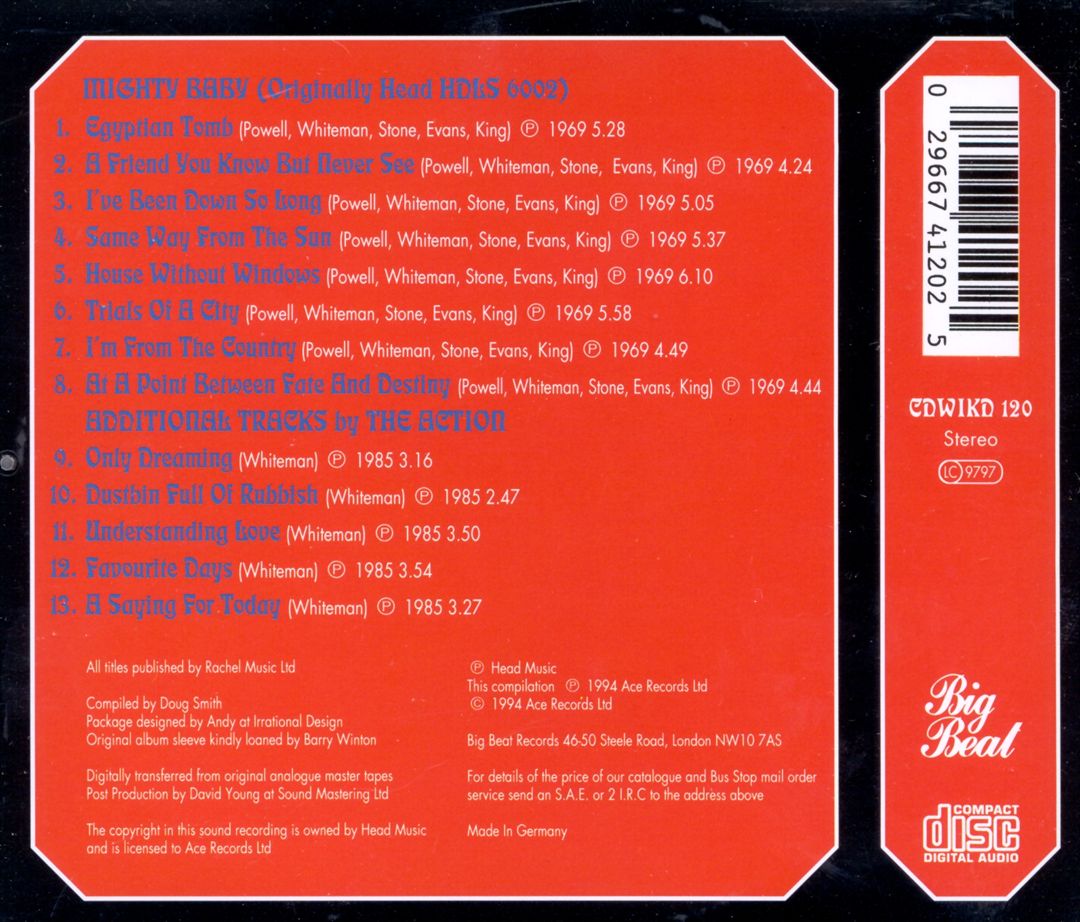 MIGHTY BABY (Originally Head HDLS 6002)
1. Egyptian Tomb (Powell, Whiteman, Stone, Evans, King) ℗ 1969 5.28
2. A Friend You Know But Never See (Powell, Whiteman, Stone, Evans, King) ℗ 1969 4.24
3. I've Been Down So Long (Powell, Whiteman, Stone, Evans, King) ℗ 1969 5.05
4. Same Way From The Sun (Powell, Whiteman, Stone, Evans, King) ℗ 1969 5.37
5. House Without Windows (Powell, Whiteman, Stone, Evans, King) ℗ 1969 6.10
6. Trials Of A City (Powell, Whiteman, Stone, Evans, King) ℗ 1969 5.58
7. I'm From The Country (Powell, Whiteman, Stone, Evans, King) ℗ 1969 4.49
8. At A Point Between Fate And Destiny (Powell, Whiteman, Stone, Evans, King) ℗ 1969 4.44
ADDITIONAL TRACKS by THE ACTION
9. Only Dreaming (Whiteman) ℗ 1985 3.16
10. Dustbin Full Of Rubbish (Whiteman) ℗ 1985 2.47
11. Understanding Love (Whiteman) ℗ 1985 3.50
12. Favourite Days (Whiteman) ℗ 1985 3.54
13. A Saying For Today (Whiteman) ℗ 1985 3.27
All titles published by Rachel Music Ltd
Compiled by Doug Smith
Package designed by Andy at Irrational Design
Original album sleeve kindly loaned by Barry Winton
Digitally transferred from original analogue master tapes
Post Production by David Young at Sound Mastering Ltd
The copyright in this sound recording is owned by Head Music
and is licensed to Ace Records Ltd
℗ Head Music
This compilation ℗ 1994 Ace Records Ltd
© 1994 Ace Records Ltd
Big Beat Records 46-50 Steele Road, London NW10 7AS
For details of the price of our catalogue and Bus Stop mail order
service send an S.A.E. or 2 I.R.C to the address above
Made In Germany
0 29667 41202 5
CDWIKD 120
Stereo
LC 9797
Big
Beat
COMPACT
disc
DIGITAL AUDIO